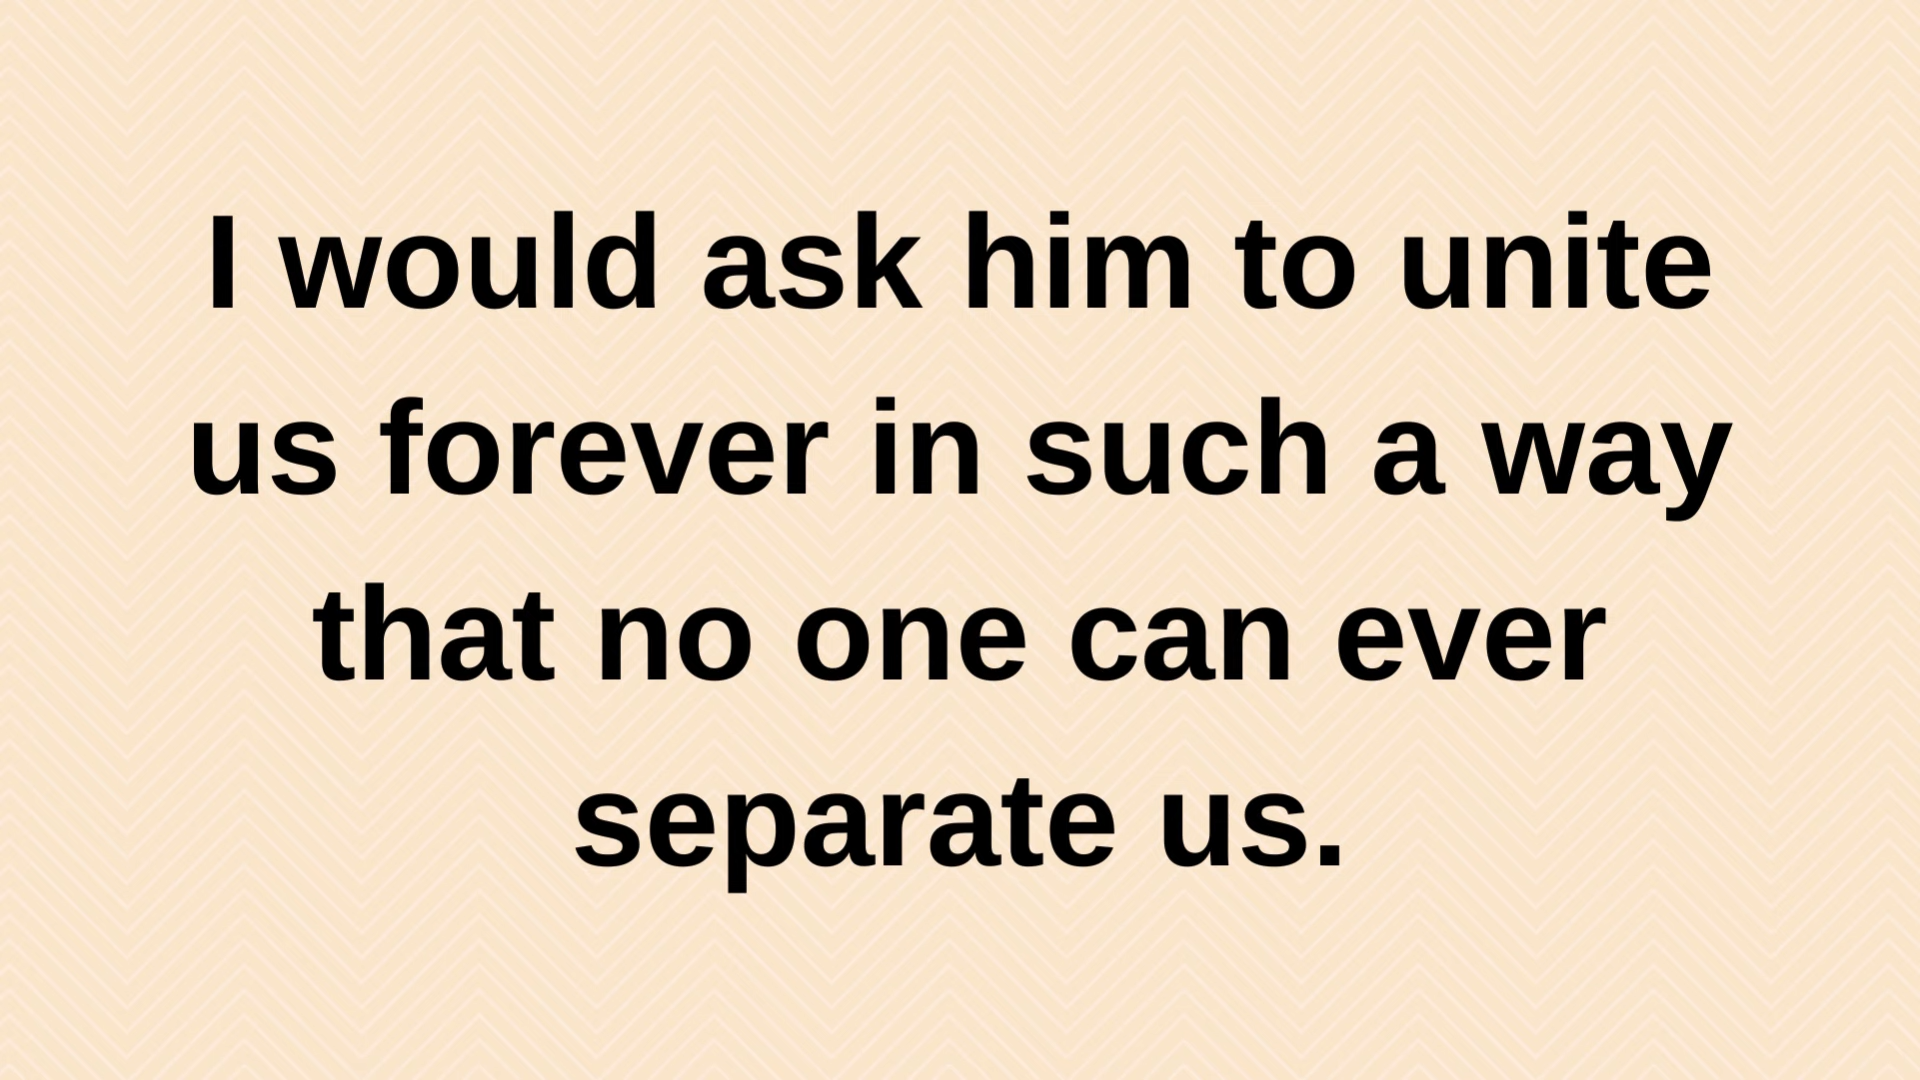 I would ask him to unite
us forever in such a way
that no one can ever
separate us.